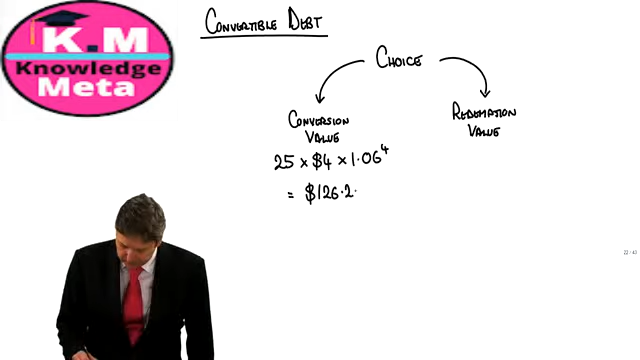 CONVERTIBLE DEBT
K.M
Knowledge
Meta
CHOICE
CONVERSION
VALUE
REDEMPTION
VALUE
25 x $4 x 1.06⁴
= $126.2.
22 / 43